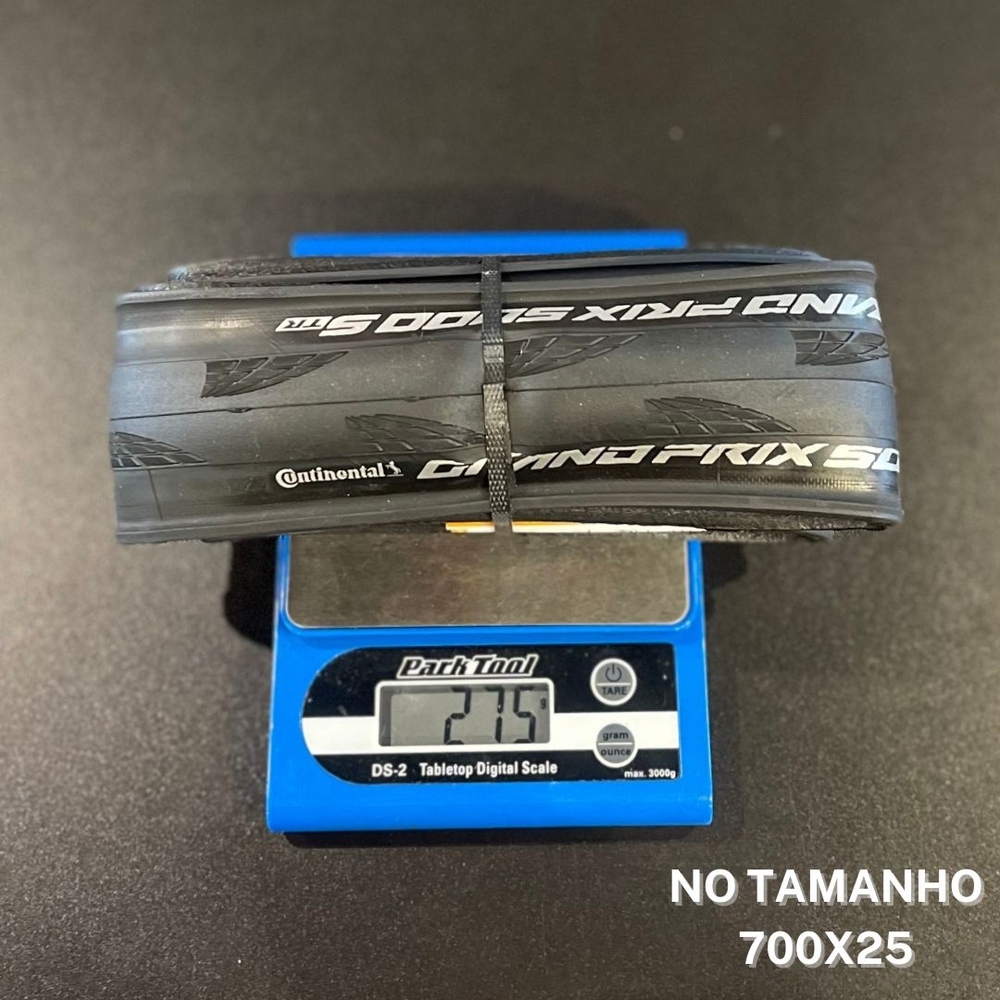 GRAND PRIX 5000 S TR
Continental GRAND PRIX 50
ParkTool
275 g
TARE
gram
ounce
DS-2 Tabletop Digital Scale
max. 3000g
NO TAMANHO
700X25